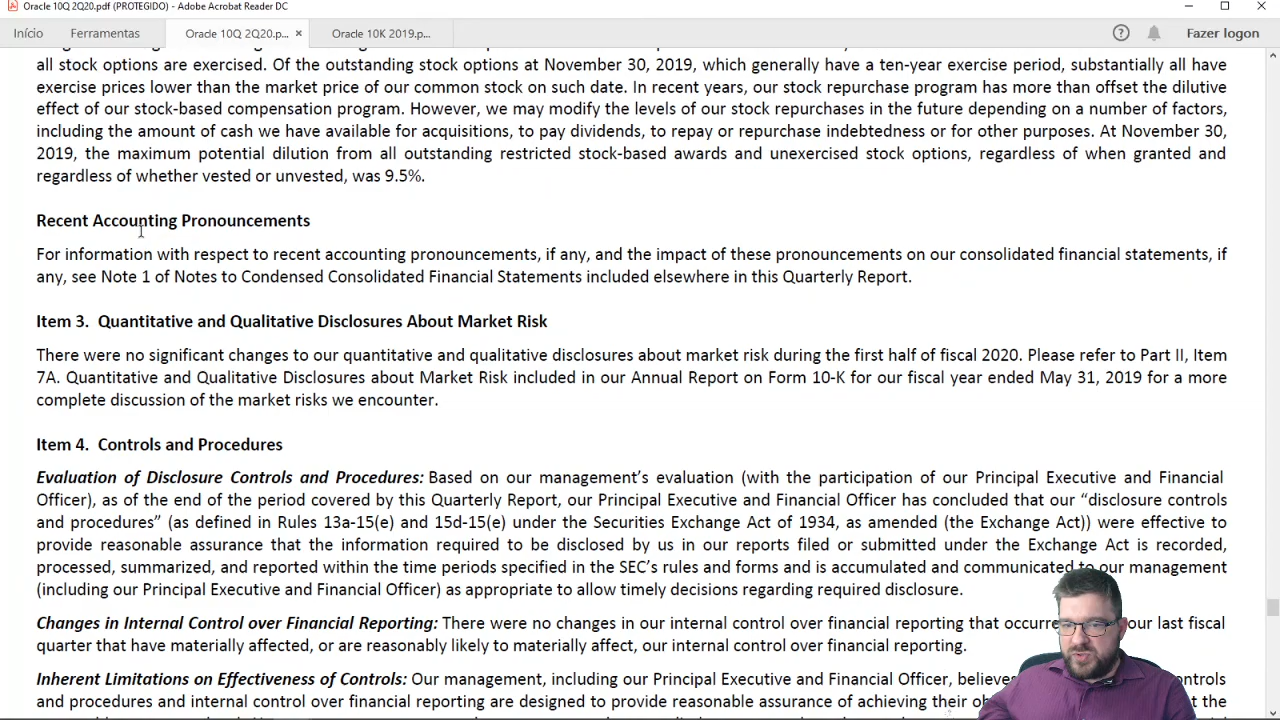 Oracle 10Q 2Q20.pdf (PROTEGIDO) - Adobe Acrobat Reader DC
Início Ferramentas Oracle 10Q 2Q20.p... × Oracle 10K 2019.p... Fazer logon
all stock options are exercised. Of the outstanding stock options at November 30, 2019, which generally have a ten-year exercise period, substantially all have
exercise prices lower than the market price of our common stock on such date. In recent years, our stock repurchase program has more than offset the dilutive
effect of our stock-based compensation program. However, we may modify the levels of our stock repurchases in the future depending on a number of factors,
including the amount of cash we have available for acquisitions, to pay dividends, to repay or repurchase indebtedness or for other purposes. At November 30,
2019, the maximum potential dilution from all outstanding restricted stock-based awards and unexercised stock options, regardless of when granted and
regardless of whether vested or unvested, was 9.5%.
Recent Accounting Pronouncements
For information with respect to recent accounting pronouncements, if any, and the impact of these pronouncements on our consolidated financial statements, if
any, see Note 1 of Notes to Condensed Consolidated Financial Statements included elsewhere in this Quarterly Report.
Item 3. Quantitative and Qualitative Disclosures About Market Risk
There were no significant changes to our quantitative and qualitative disclosures about market risk during the first half of fiscal 2020. Please refer to Part II, Item
7A. Quantitative and Qualitative Disclosures about Market Risk included in our Annual Report on Form 10-K for our fiscal year ended May 31, 2019 for a more
complete discussion of the market risks we encounter.
Item 4. Controls and Procedures
Evaluation of Disclosure Controls and Procedures: Based on our management’s evaluation (with the participation of our Principal Executive and Financial
Officer), as of the end of the period covered by this Quarterly Report, our Principal Executive and Financial Officer has concluded that our “disclosure controls
and procedures” (as defined in Rules 13a-15(e) and 15d-15(e) under the Securities Exchange Act of 1934, as amended (the Exchange Act)) were effective to
provide reasonable assurance that the information required to be disclosed by us in our reports filed or submitted under the Exchange Act is recorded,
processed, summarized, and reported within the time periods specified in the SEC’s rules and forms and is accumulated and communicated to our management
(including our Principal Executive and Financial Officer) as appropriate to allow timely decisions regarding required disclosure.
Changes in Internal Control over Financial Reporting: There were no changes in our internal control over financial reporting that our last fiscal
quarter that have materially affected, or are reasonably likely to materially affect, our internal control over financial reporting.
Inherent Limitations on Effectiveness of Controls: Our management, including our Principal Executive and Financial Officer, controls
and procedures and internal control over financial reporting are designed to provide reasonable assurance of achieving their the